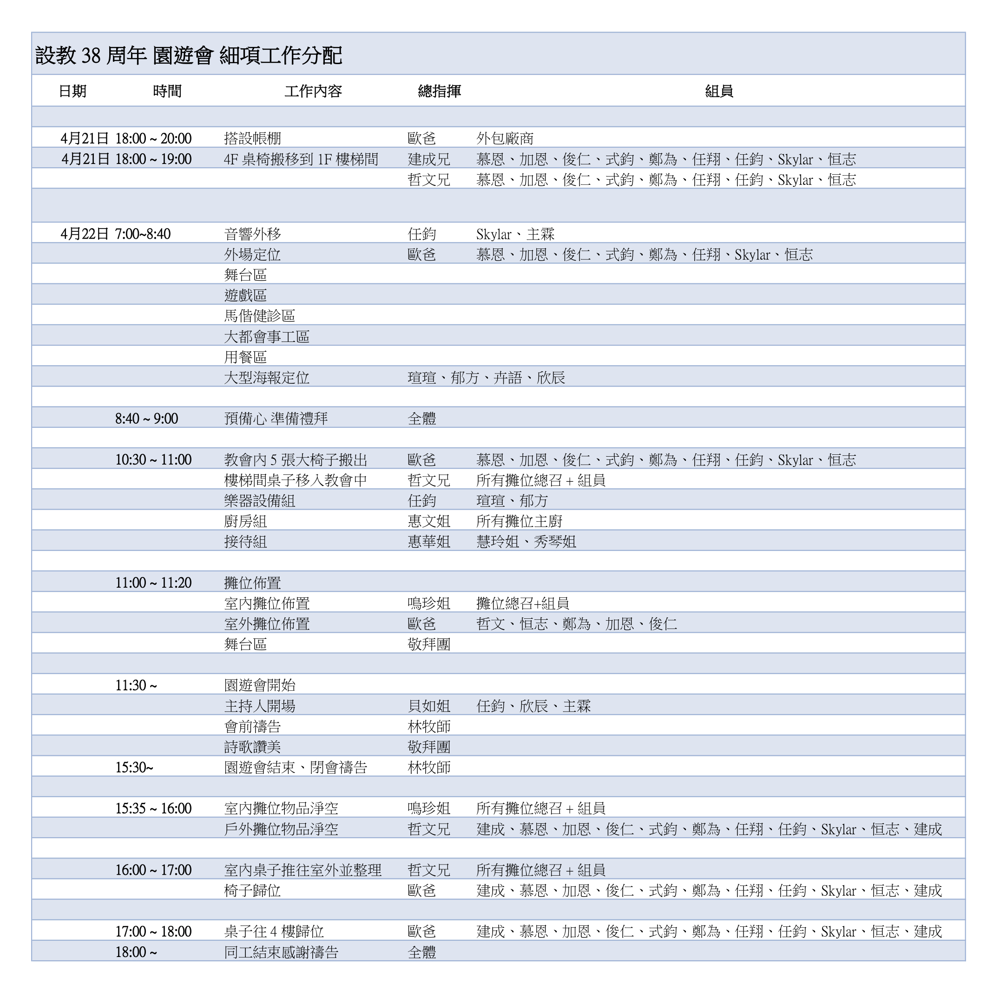 設教 38 周年 園遊會 細項工作分配
日期 時間 工作內容 總指揮 組員
4月21日 18:00 ~ 20:00 搭設帳棚 歐爸 外包廠商
4月21日 18:00 ~ 19:00 4F 桌椅搬移到 1F 樓梯間 建成兄 慕恩、加恩、俊仁、式鈞、鄭為、任翔、任鈞、Skylar、恒志
哲文兄 慕恩、加恩、俊仁、式鈞、鄭為、任翔、任鈞、Skylar、恒志
4月22日 7:00~8:40 音響外移 任鈞 Skylar、主霖
外場定位 歐爸 慕恩、加恩、俊仁、式鈞、鄭為、任翔、Skylar、恒志
舞台區
遊戲區
馬偕健診區
大都會事工區
用餐區
大型海報定位 瑄瑄、郁方、卉語、欣辰
8:40 ~ 9:00 預備心 準備禮拜 全體
10:30 ~ 11:00 教會內 5 張大椅子搬出 歐爸 慕恩、加恩、俊仁、式鈞、鄭為、任翔、任鈞、Skylar、恒志
樓梯間桌子移入教會中 哲文兄 所有攤位總召 + 組員
樂器設備組 任鈞 瑄瑄、郁方
廚房組 惠文姐 所有攤位主廚
接待組 惠華姐 慧玲姐、秀琴姐
11:00 ~ 11:20 攤位佈置
室內攤位佈置 鳴珍姐 攤位總召+組員
室外攤位佈置 歐爸 哲文、恒志、鄭為、加恩、俊仁
舞台區 敬拜團
11:30 ~ 園遊會開始
主持人開場 貝如姐 任鈞、欣辰、主霖
會前禱告 林牧師
詩歌讚美 敬拜團
15:30~ 園遊會結束、閉會禱告 林牧師
15:35 ~ 16:00 室內攤位物品淨空 鳴珍姐 所有攤位總召 + 組員
戶外攤位物品淨空 哲文兄 建成、慕恩、加恩、俊仁、式鈞、鄭為、任翔、任鈞、Skylar、恒志、建成
16:00 ~ 17:00 室內桌子推往室外並整理 哲文兄 所有攤位總召 + 組員
椅子歸位 歐爸 建成、慕恩、加恩、俊仁、式鈞、鄭為、任翔、任鈞、Skylar、恒志、建成
17:00 ~ 18:00 桌子往 4 樓歸位 歐爸 建成、慕恩、加恩、俊仁、式鈞、鄭為、任翔、任鈞、Skylar、恒志、建成
18:00 ~ 同工結束感謝禱告 全體